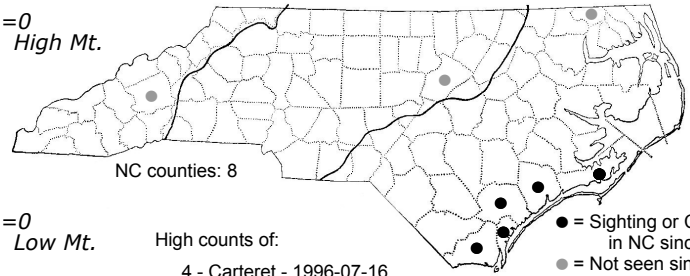 =0
High Mt.
NC counties: 8
=0
Low Mt.
High counts of:
4 - Carteret - 1996-07-16
● = Sighting or
in NC sinc
● = Not seen sin